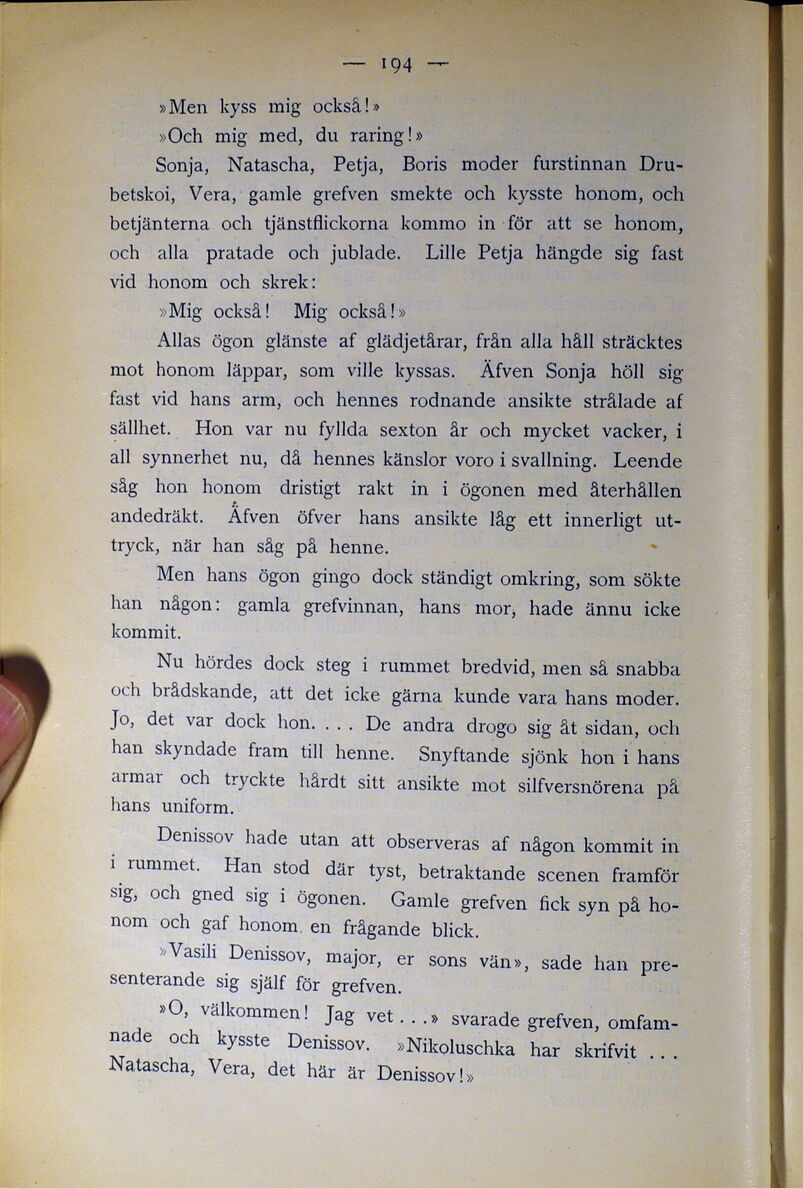 — 194 —
»Men kyss mig också!»
»Och mig med, du raring!»
Sonja, Natascha, Petja, Boris moder furstinnan Dru-
betskoi, Vera, gamle grefven smekte och kysste honom, och
betjänterna och tjänstflickorna kommo in för att se honom,
och alla pratade och jublade. Lille Petja hängde sig fast
vid honom och skrek:
»Mig också! Mig också!»
Allas ögon glänste af glädjetårar, från alla håll sträcktes
mot honom läppar, som ville kyssas. Äfven Sonja höll sig
fast vid hans arm, och hennes rodnande ansikte strålade af
sällhet. Hon var nu fyllda sexton år och mycket vacker, i
all synnerhet nu, då hennes känslor voro i svallning. Leende
såg hon honom dristigt rakt in i ögonen med återhållen
andedräkt. Äfven öfver hans ansikte låg ett innerligt ut-
tryck, när han såg på henne.
Men hans ögon gingo dock ständigt omkring, som sökte
han någon: gamla grefvinnan, hans mor, hade ännu icke
kommit.
Nu hördes dock steg i rummet bredvid, men så snabba
och brådskande, att det icke gärna kunde vara hans moder.
Jo, det var dock hon. . . . De andra drogo sig åt sidan, och
han skyndade fram till henne. Snyftande sjönk hon i hans
armar och tryckte hårdt sitt ansikte mot silfversnörena på
hans uniform.
Denissov hade utan att observeras af någon kommit in
i rummet. Han stod där tyst, betraktande scenen framför
sig, och gned sig i ögonen. Gamle grefven fick syn på ho-
nom och gaf honom en frågande blick.
»Vasili Denissov, major, er sons vän», sade han pre-
senterande sig själf för grefven.
»O, välkommen! Jag vet . . .» svarade grefven, omfam-
nade och kysste Denissov. »Nikoluschka har skrifvit . . .
Natascha, Vera, det här är Denissov!»